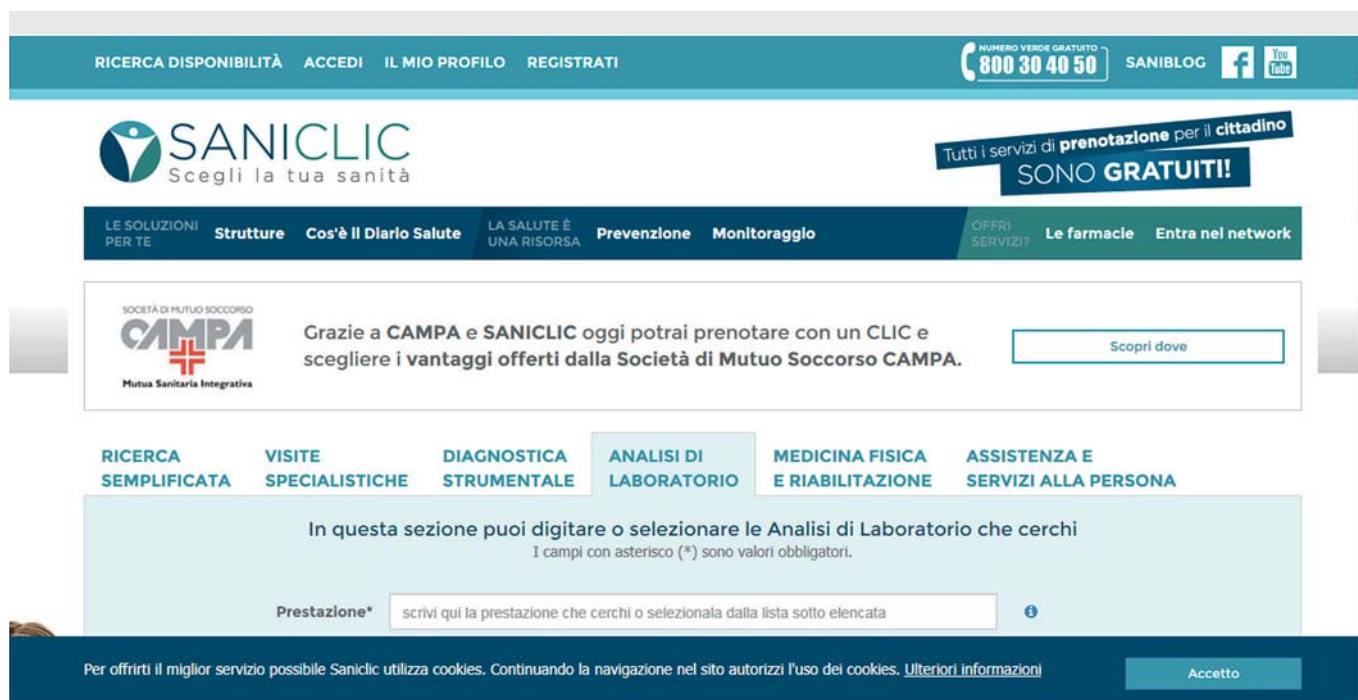 RICERCA DISPONIBILITÀ ACCEDI IL MIO PROFILO REGISTRATI
NUMERO VERDE GRATUITO
800 30 40 50
SANIBLOG
f
You
Tube
SANICLIC
Scegli la tua sanità
Tutti i servizi di prenotazione per il cittadino
SONO GRATUITI!
LE SOLUZIONI
PER TE
Strutture Cos'è il Diario Salute
LA SALUTE È
UNA RISORSA
Prevenzione Monitoraggio
OFFRI
SERVIZI?
Le farmacie Entra nel network
SOCIETÀ DI MUTUO SOCCORSO
CAMPA
Mutua Sanitaria Integrativa
Grazie a CAMPA e SANICLIC oggi potrai prenotare con un CLIC e
scegliere i vantaggi offerti dalla Società di Mutuo Soccorso CAMPA.
Scopri dove
RICERCA
SEMPLIFICATA
VISITE
SPECIALISTICHE
DIAGNOSTICA
STRUMENTALE
ANALISI DI
LABORATORIO
MEDICINA FISICA
E RIABILITAZIONE
ASSISTENZA E
SERVIZI ALLA PERSONA
In questa sezione puoi digitare o selezionare le Analisi di Laboratorio che cerchi
I campi con asterisco (*) sono valori obbligatori.
Prestazione* scrivi qui la prestazione che cerchi o selezionala dalla lista sotto elencata
Per offrirti il miglior servizio possibile Saniclic utilizza cookies. Continuando la navigazione nel sito autorizzi l'uso dei cookies. Ulteriori informazioni
Accetto